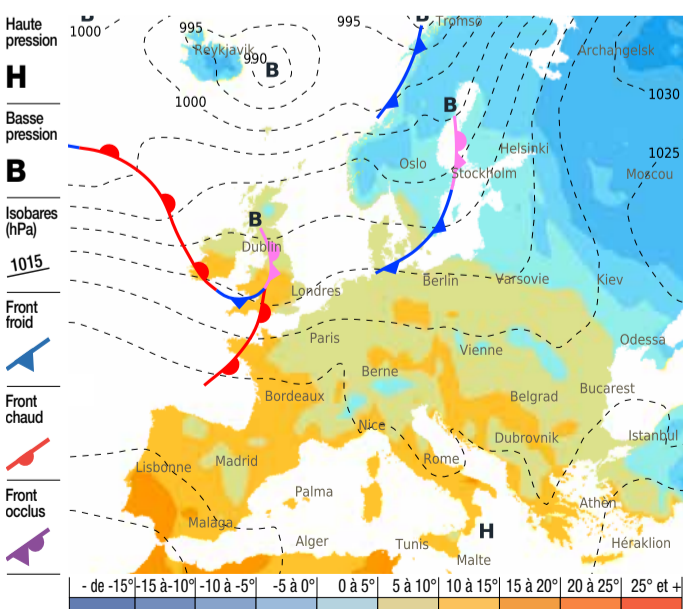 Haute
pression
H
Basse
pression
B
Isobares
(hPa)
1015
Front
froid
Front
chaud
Front
occlus
B
1000
995
Reykjavik
990
B
1000
995
B
Tromsö
Archangelsk
1030
1025
B
Oslo
Helsinki
Stockholm
Moscou
B
Dublin
Londres
Berlin
Varsovie
Kiev
Paris
Vienne
Odessa
Berne
Bordeaux
Belgrad
Bucarest
Nice
Dubrovnik
Istanbul
Lisbonne
Madrid
Rome
Palma
Malaga
Athèn
H
Alger
Tunis
Malte
Héraklion
- de -15°
-15 à-10°
-10 à -5°
-5 à 0°
0 à 5°
5 à 10°
10 à 15°
15 à 20°
20 à 25°
25° et +